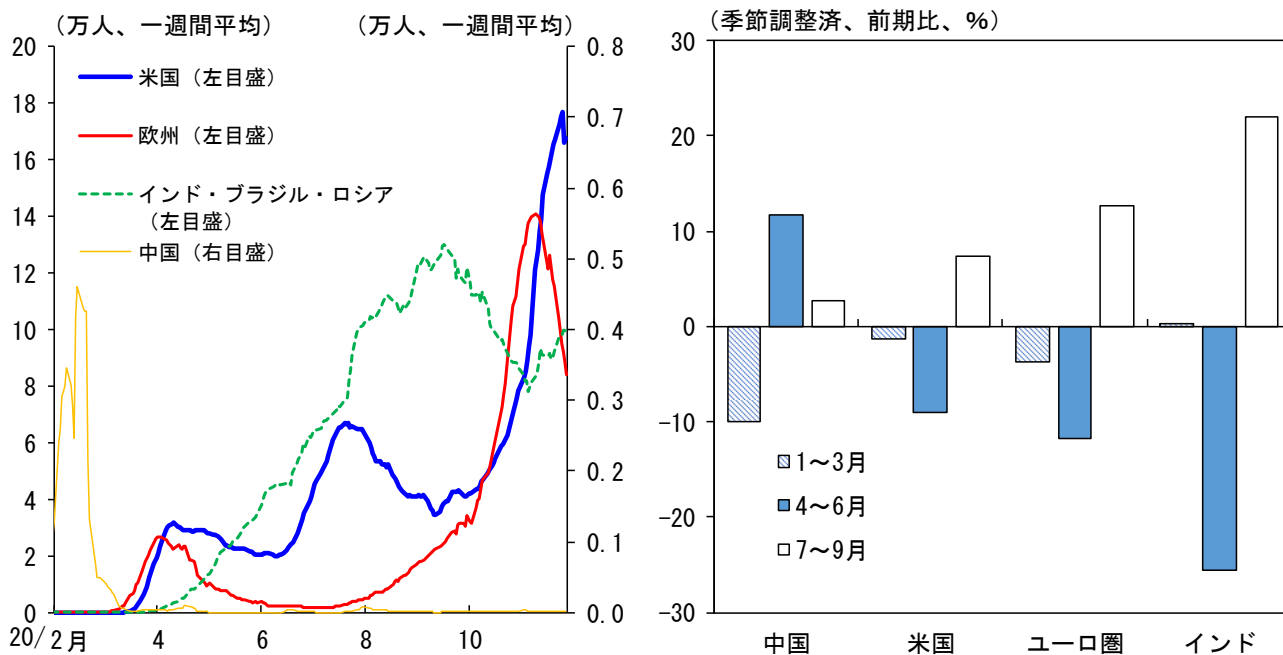 (万人、一週間平均)
(万人、一週間平均)
20
18
16
14
12
10
8
6
4
2
0
米国（左目盛）
欧州（左目盛）
インド・ブラジル・ロシア
（左目盛）
中国（右目盛）
0.8
0.7
0.6
0.5
0.4
0.3
0.2
0.1
0.0
20/2月
4
6
8
10
（季節調整済、前期比、%）
30
20
10
0
-10
-20
-30
1～3月
4～6月
7～9月
中国
米国
ユーロ圏
インド